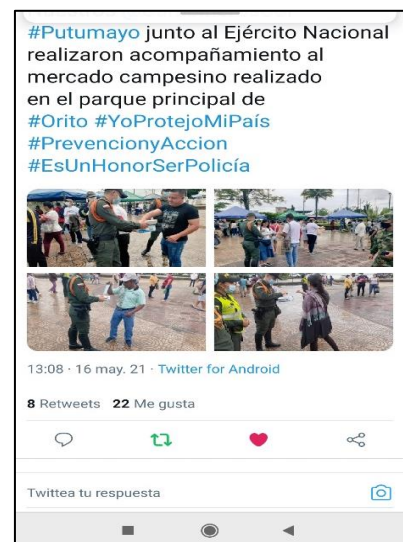 #Putumayo junto al Ejército Nacional
realizaron acompañamiento al
mercado campesino realizado
en el parque principal de
#Orito #YoProtejoMiPaís
#PrevencionyAccion
#EsUnHonorSerPolicía
13:08 · 16 may. 21 · Twitter for Android
8 Retweets 22 Me gusta
Twittea tu respuesta